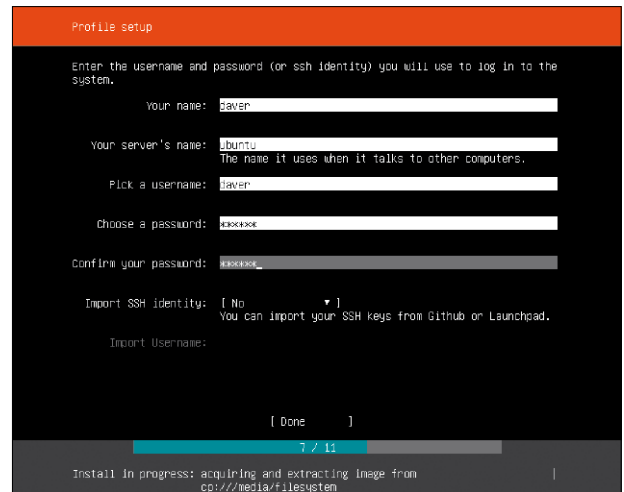 Profile setup
Enter the username and password (or ssh identity) you will use to log in to the
system.
Your name: daver
Your server's name: ubuntu
The name it uses when it talks to other computers.
Pick a username: daver
Choose a password: ******
Confirm your password: ******_
Import SSH identity: [ No ▾ ]
You can import your SSH keys from Github or Launchpad.
Import Username:
[ Done ]
7 / 11
Install in progress: acquiring and extracting image from |
cp:///media/filesystem